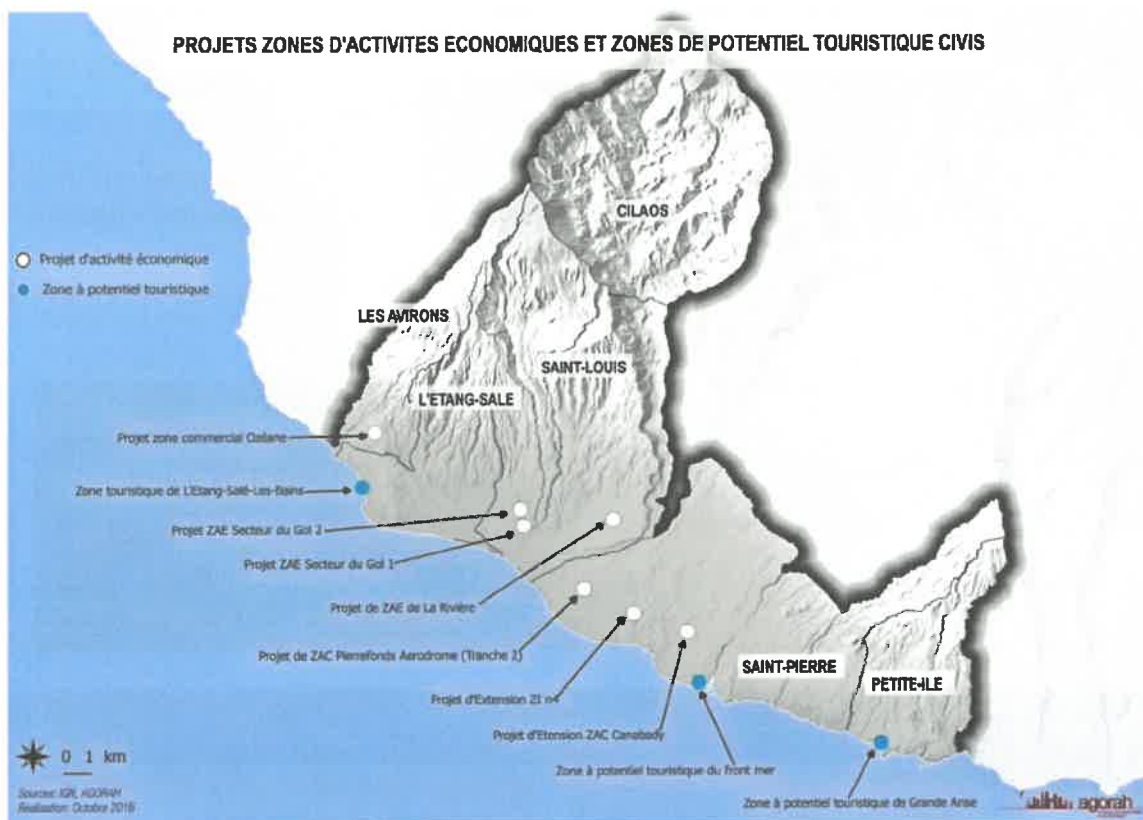 PROJETS ZONES D'ACTIVITES ECONOMIQUES ET ZONES DE POTENTIEL TOURISTIQUE CIVIS
CILAOS
Projet d'activité économique
Zone à potentiel touristique
LES AVIRONS
SAINT-LOUIS
L'ETANG-SALE
Projet zone commercial
Zone touristique de L'Etang-Salé-Les-Bains
Projet ZAE Secteur du Gol 2
Projet ZAE Secteur du Gol 1
Projet de ZAE de La Rivière
Projet de ZAC Pierrefonds Aerodrome (Tranche 2)
SAINT-PIERRE
PETITE-ILE
Projet d'Extension ZI n4
Projet d'Etension ZAC Canabady
Zone à potentiel touristique du front mer
Zone à potentiel touristique de Grande Anse
0 1 km
Sources: IGN, AGORAH
Réalisation: Octobre 2016
agorah